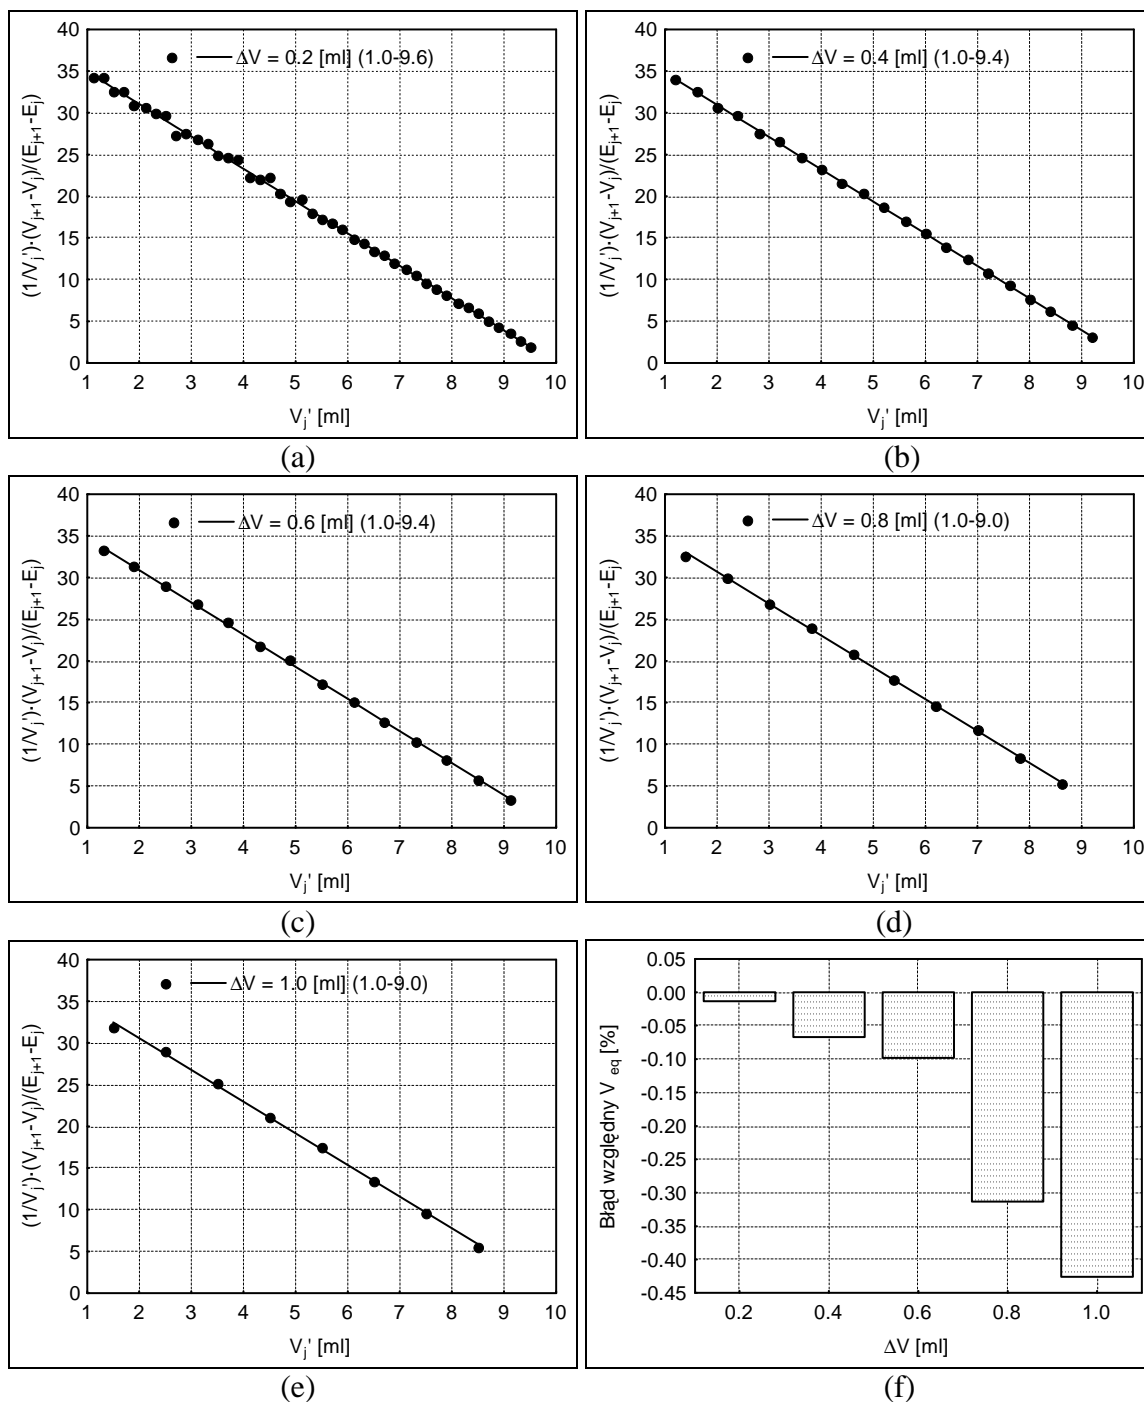 40
35
30
25
20
15
10
5
0
(1/V_j')·(V_{j+1}-V_j)/(E_{j+1}-E_j)
ΔV = 0.2 [ml] (1.0-9.6)
1 2 3 4 5 6 7 8 9 10
V_j' [ml]
(a)
40
35
30
25
20
15
10
5
0
(1/V_j')·(V_{j+1}-V_j)/(E_{j+1}-E_j)
ΔV = 0.4 [ml] (1.0-9.4)
1 2 3 4 5 6 7 8 9 10
V_j' [ml]
(b)
40
35
30
25
20
15
10
5
0
(1/V_j')·(V_{j+1}-V_j)/(E_{j+1}-E_j)
ΔV = 0.6 [ml] (1.0-9.4)
1 2 3 4 5 6 7 8 9 10
V_j' [ml]
(c)
40
35
30
25
20
15
10
5
0
(1/V_j')·(V_{j+1}-V_j)/(E_{j+1}-E_j)
ΔV = 0.8 [ml] (1.0-9.0)
1 2 3 4 5 6 7 8 9 10
V_j' [ml]
(d)
40
35
30
25
20
15
10
5
0
(1/V_j')·(V_{j+1}-V_j)/(E_{j+1}-E_j)
ΔV = 1.0 [ml] (1.0-9.0)
1 2 3 4 5 6 7 8 9 10
V_j' [ml]
(e)
0.05
0.00
-0.05
-0.10
-0.15
-0.20
-0.25
-0.30
-0.35
-0.40
-0.45
Błąd względny V_eq [%]
0.2 0.4 0.6 0.8 1.0
ΔV [ml]
(f)